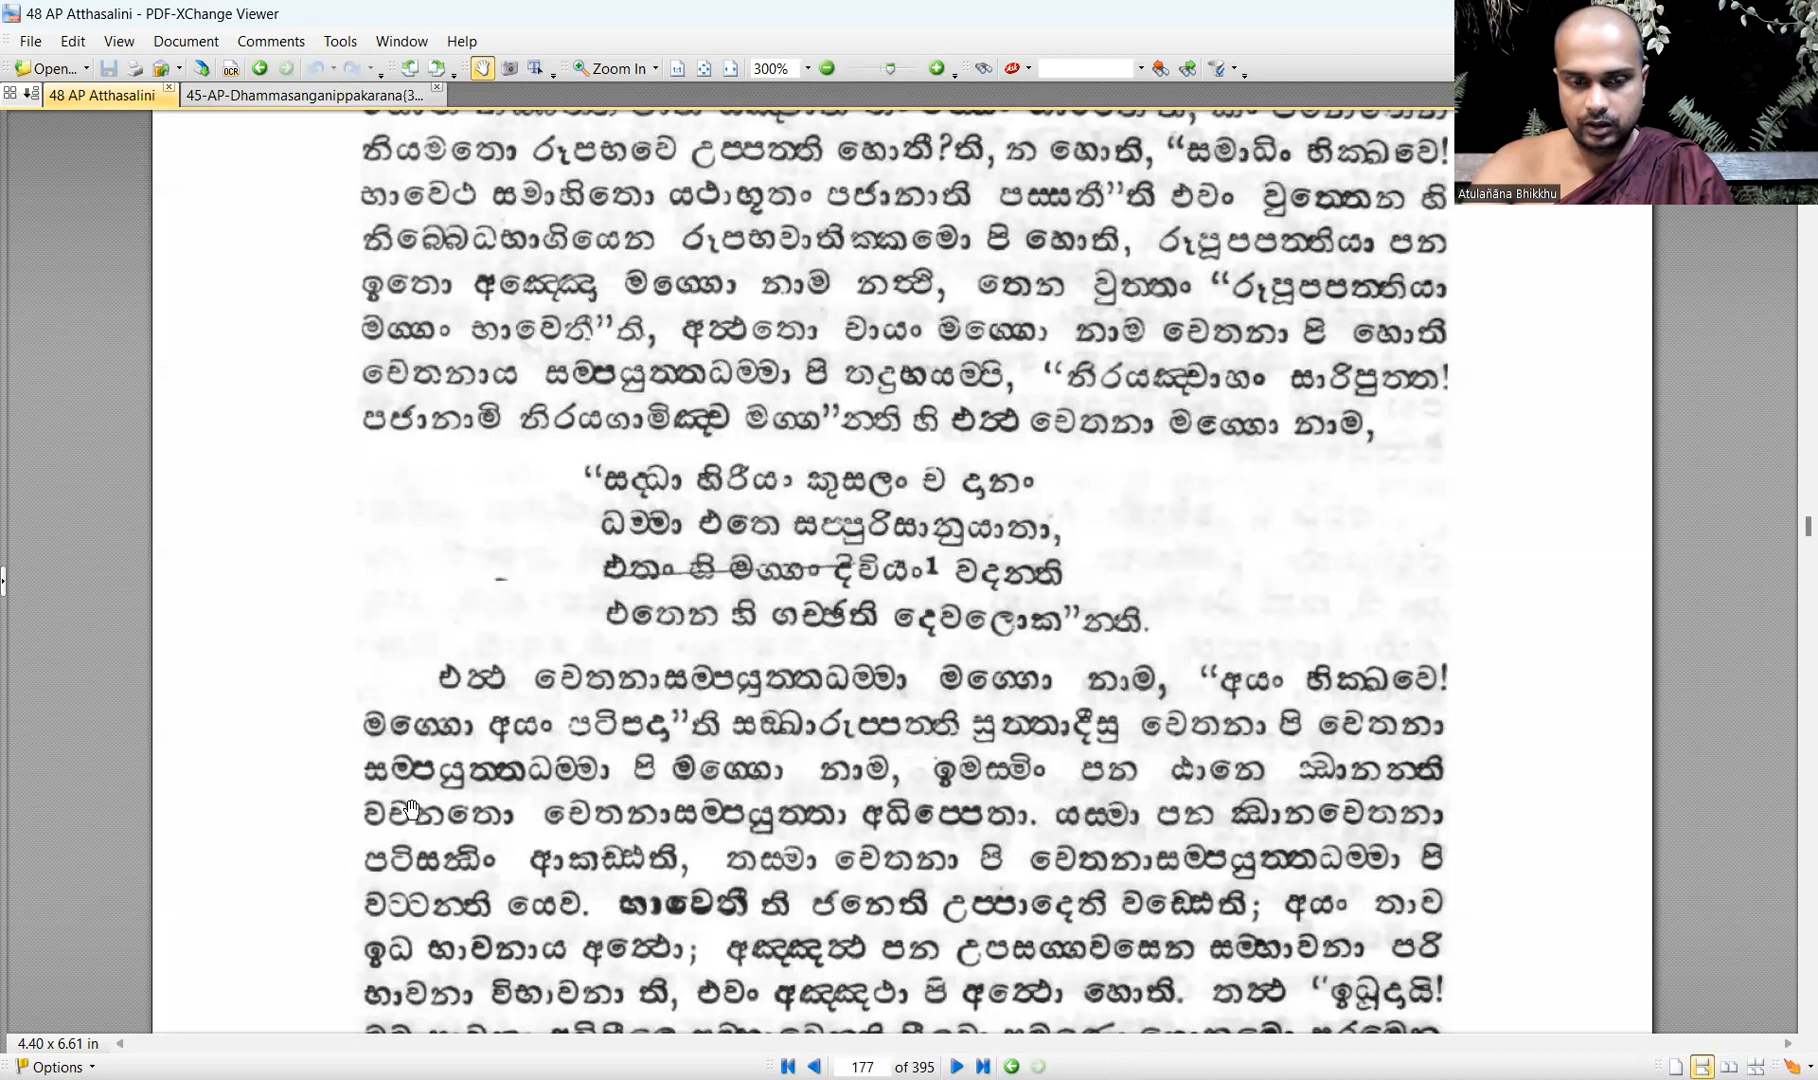 48 AP Atthasalini - PDF-XChange Viewer
File Edit View Document Comments Tools Window Help
Open... OCR Zoom In 300%
48 AP Atthasalini 45-AP-Dhammasanganippakarana{3...
Atulañāna Bhikkhu
නියමතො රූපභවෙ උප්පත්ති හොතී?ති, න හොති, “සමාධිං භික්ඛවෙ!
භාවෙථ සමාහිතො යථාභූතං පජානාති පස්සතී”ති එවං වුත්තෙන හි
නිබ්බෙධභාගියෙන රූපභවාතික්කමො පි හොති, රූපූපපත්තියා පන
ඉතො අඤ්ඤො මග්ගො නාම නත්ථි, තෙන වුත්තං “රූපූපපත්තියා
මග්ගං භාවෙතී”ති, අත්ථතො චායං මග්ගො නාම චෙතනා පි හොති
චෙතනාය සම්පයුත්තධම්මා පි තදුභයම්පි, “නිරයඤ්චාහං සාරිපුත්ත!
පජානාමි නිරයගාමිඤ්ච මග්ග”න්ති හි එත්ථ චෙතනා මග්ගො නාම,
“සද්ධා හිරීයා කුසලං ච දානං
ධම්මා එතෙ සප්පුරිසානුයාතා,
එතං හි මග්ගං දිවියං1 වදන්ති
එතෙන හි ගච්ඡති දෙවලොක”න්ති.
එත්ථ චෙතනාසම්පයුත්තධම්මා මග්ගො නාම, “අයං භික්ඛවෙ!
මග්ගො අයං පටිපදා”ති සඞ්ඛාරුප්පත්ති සුත්තාදීසු චෙතනා පි චෙතනා
සම්පයුත්තධම්මා පි මග්ගො නාම, ඉමස්මිං පන ඨානෙ ඣානන්ති
වචනතො චෙතනාසම්පයුත්තා අධිප්පෙතා. යස්මා පන ඣානචෙතනා
පටිසන්ධිං ආකඩ්ඪති, තස්මා චෙතනා පි චෙතනාසම්පයුත්තධම්මා පි
වට්ටන්ති යෙව. භාවෙතී ති ජනෙති උප්පාදෙති වඩ්ඪෙති; අයං තාව
ඉධ භාවනාය අත්ථො; අඤ්ඤත්ථ පන උපසග්ගවසෙන සම්භාවනා පරි
භාවනා විභාවනා ති, එවං අඤ්ඤථා පි අත්ථො හොති. තත්ථ “ඉධූදායි!
4.40 x 6.61 in
Options 177 of 395